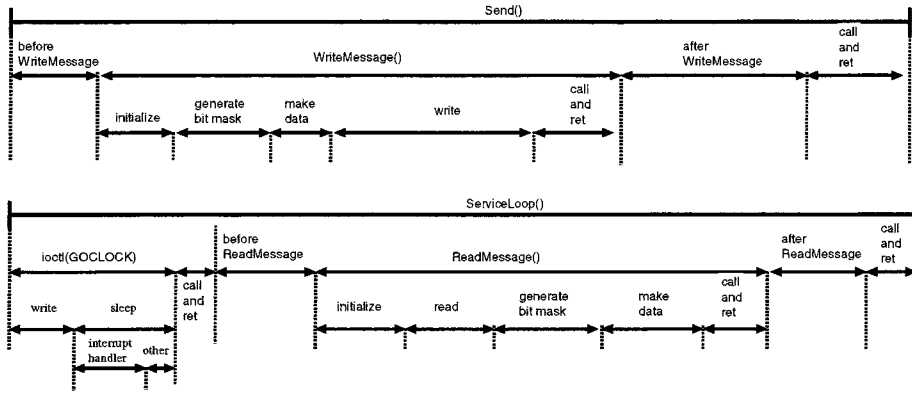 Send()
before
WriteMessage
WriteMessage()
after
WriteMessage
call
and
ret
initialize
generate
bit mask
make
data
write
call
and
ret
ServiceLoop()
ioctl(GOCLOCK)
call
and
ret
before
ReadMessage
ReadMessage()
after
ReadMessage
call
and
ret
write
sleep
initialize
read
generate
bit mask
make
data
call
and
ret
interrupt
handler
other